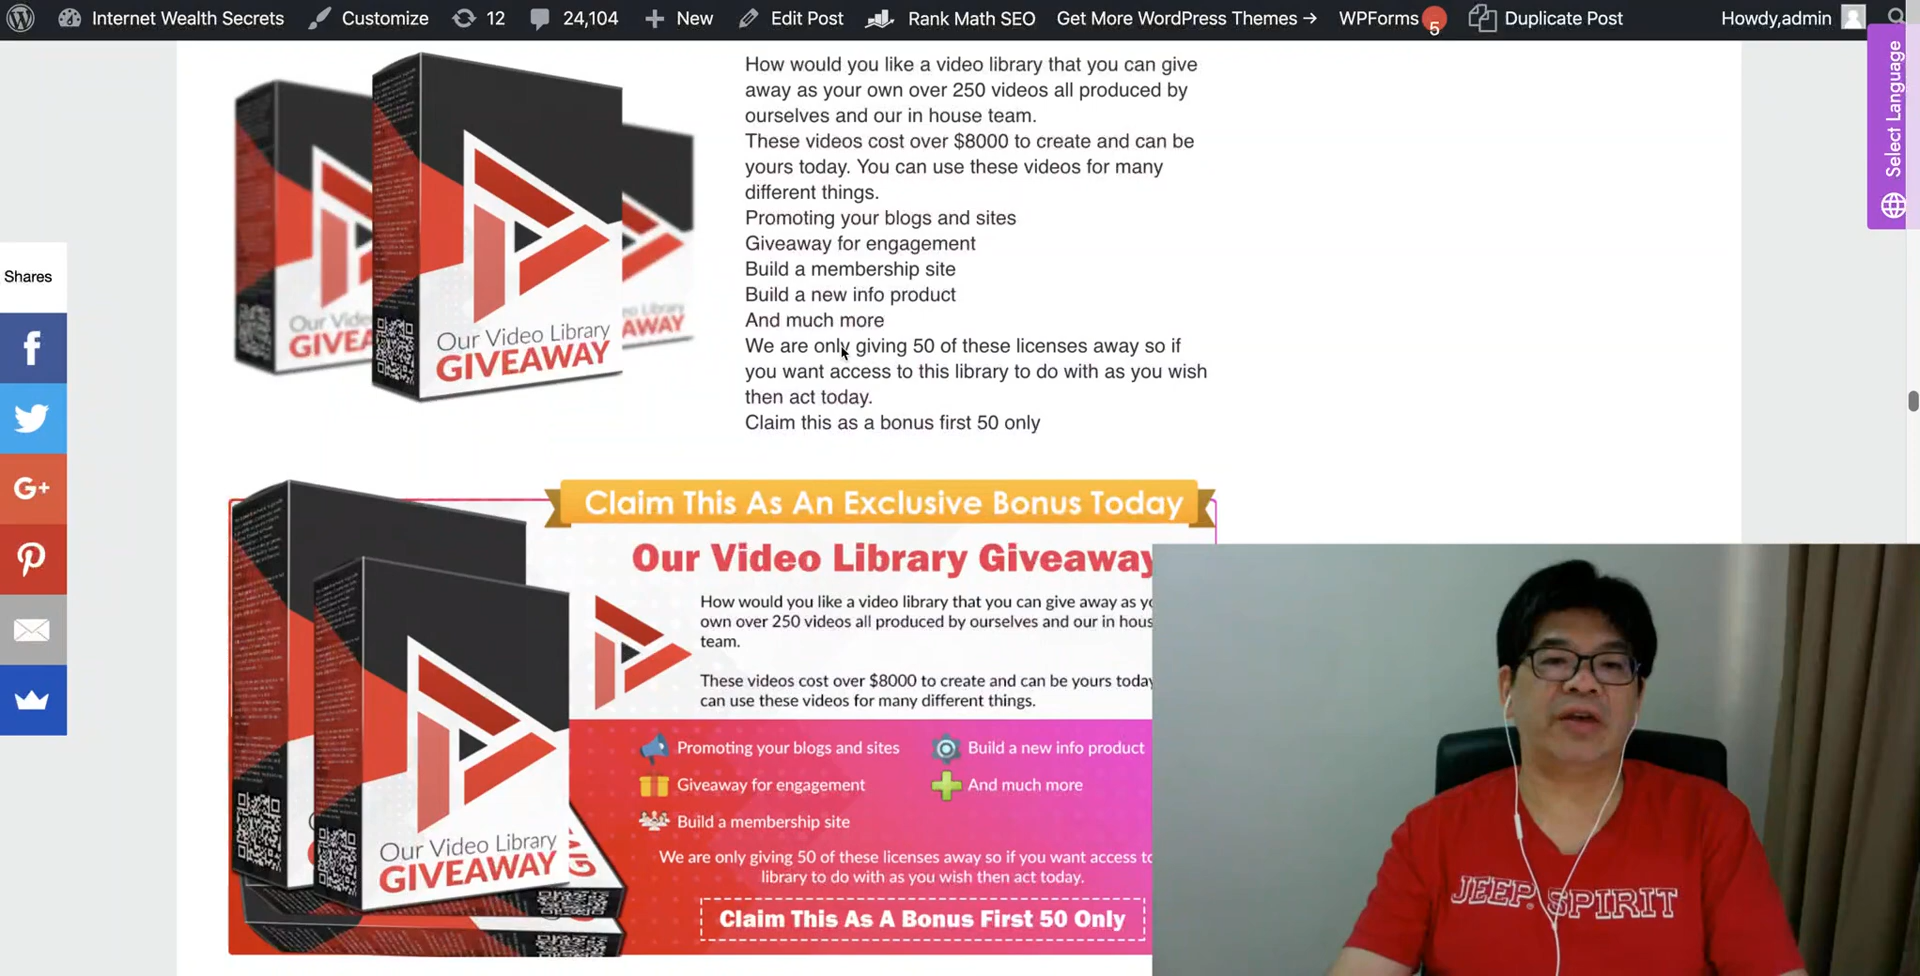 Internet Wealth Secrets Customize 12 24,104 New Edit Post Rank Math SEO Get More WordPress Themes → WPForms 5 Duplicate Post Howdy,admin
Select Language
Shares
How would you like a video library that you can give
away as your own over 250 videos all produced by
ourselves and our in house team.
These videos cost over $8000 to create and can be
yours today. You can use these videos for many
different things.
Promoting your blogs and sites
Giveaway for engagement
Build a membership site
Build a new info product
And much more
We are only giving 50 of these licenses away so if
you want access to this library to do with as you wish
then act today.
Claim this as a bonus first 50 only
Our Video Library
GIVEAWAY
Claim This As An Exclusive Bonus Today
Our Video Library Giveaway
How would you like a video library that you can give away as
own over 250 videos all produced by ourselves and our in
team.
These videos cost over $8000 to create and can be yours today
can use these videos for many different things.
Promoting your blogs and sites
Build a new info product
Giveaway for engagement
And much more
Build a membership site
We are only giving 50 of these licenses away so if you want access
library to do with as you wish then act today.
Claim This As A Bonus First 50 Only
Our Video Library
GIVEAWAY
JEEP SPIRIT